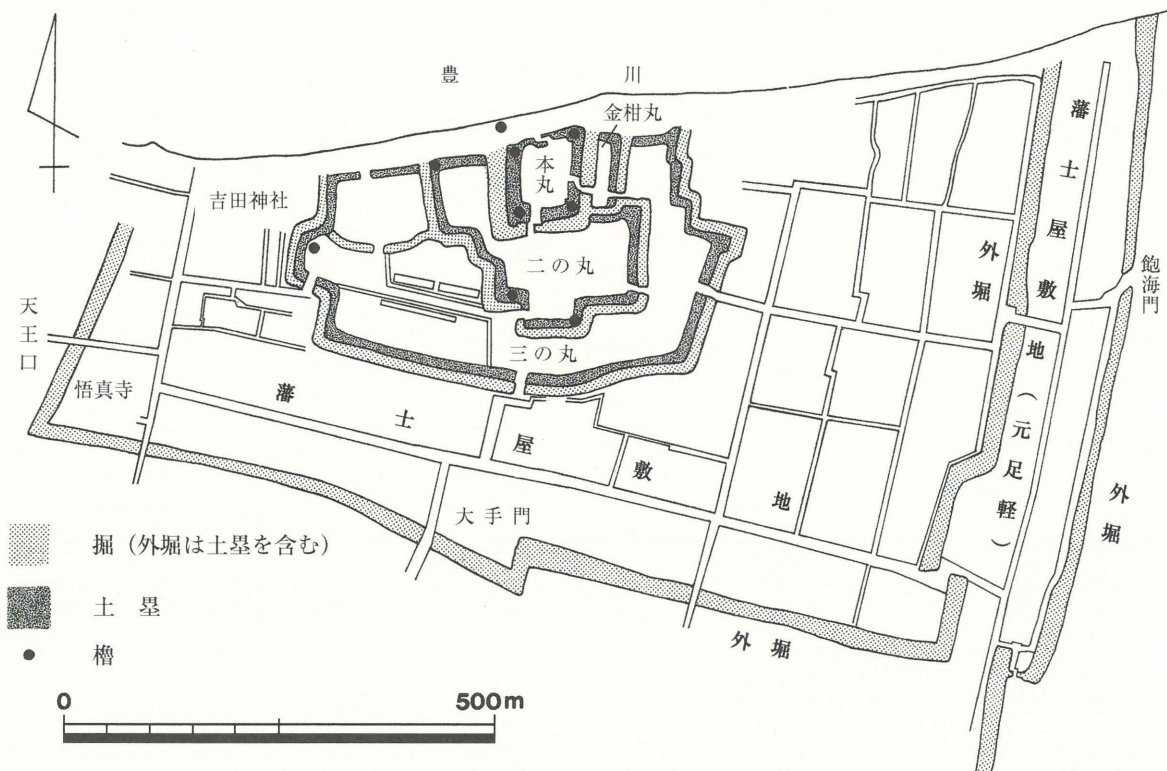 豊川
金柑丸
本丸
吉田神社
二の丸
三の丸
天王口
悟真寺
藩士屋敷地
大手門
外堀
藩士屋敷地（元足軽）
飽海門
外堀
外堀
掘（外堀は土塁を含む）
土塁
櫓
0 500m